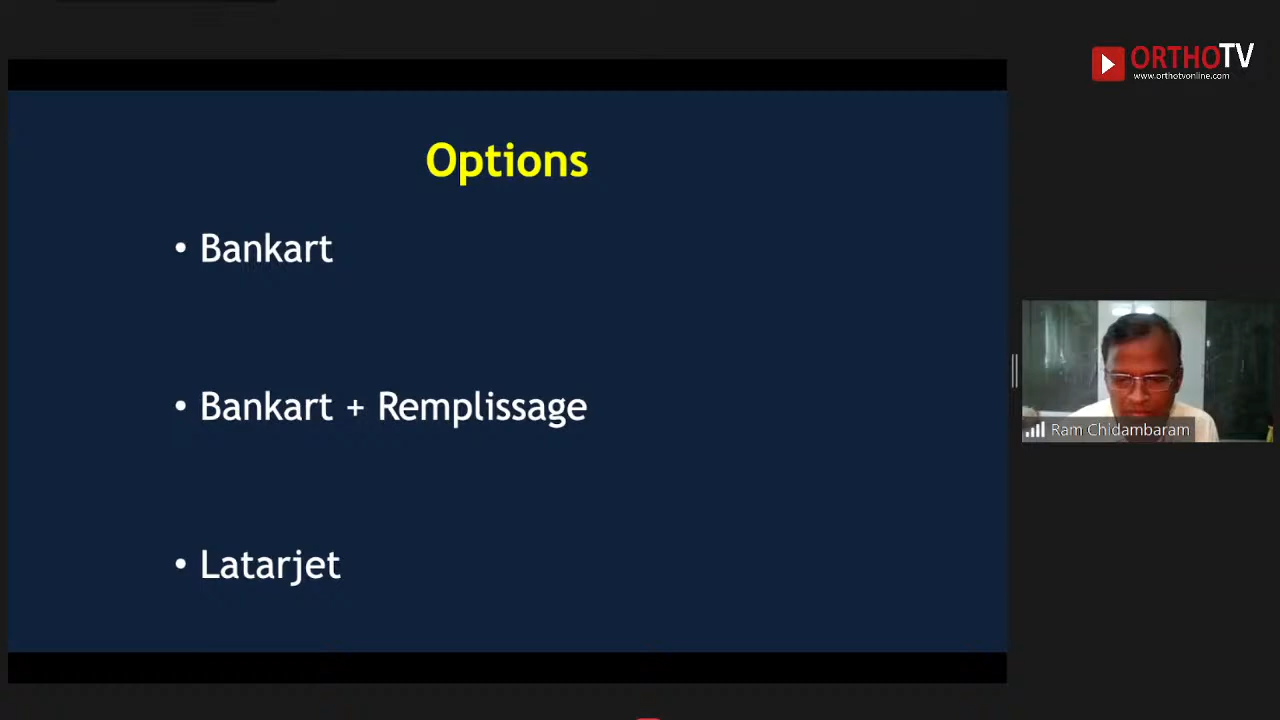 ORTHOTV
www.orthotvonline.com
Options
• Bankart
• Bankart + Remplissage
• Latarjet
Ram Chidambaram